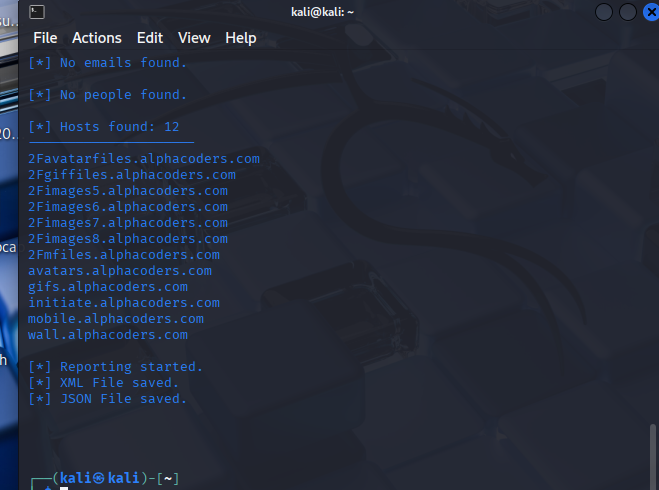 kali@kali: ~
File Actions Edit View Help
[*] No emails found.
[*] No people found.
[*] Hosts found: 12
---------------------
2Favatarfiles.alphacoders.com
2Fgiffiles.alphacoders.com
2Fimages5.alphacoders.com
2Fimages6.alphacoders.com
2Fimages7.alphacoders.com
2Fimages8.alphacoders.com
2Fmfiles.alphacoders.com
avatars.alphacoders.com
gifs.alphacoders.com
initiate.alphacoders.com
mobile.alphacoders.com
wall.alphacoders.com
[*] Reporting started.
[*] XML File saved.
[*] JSON File saved.
┌──(kali㉿kali)-[~]